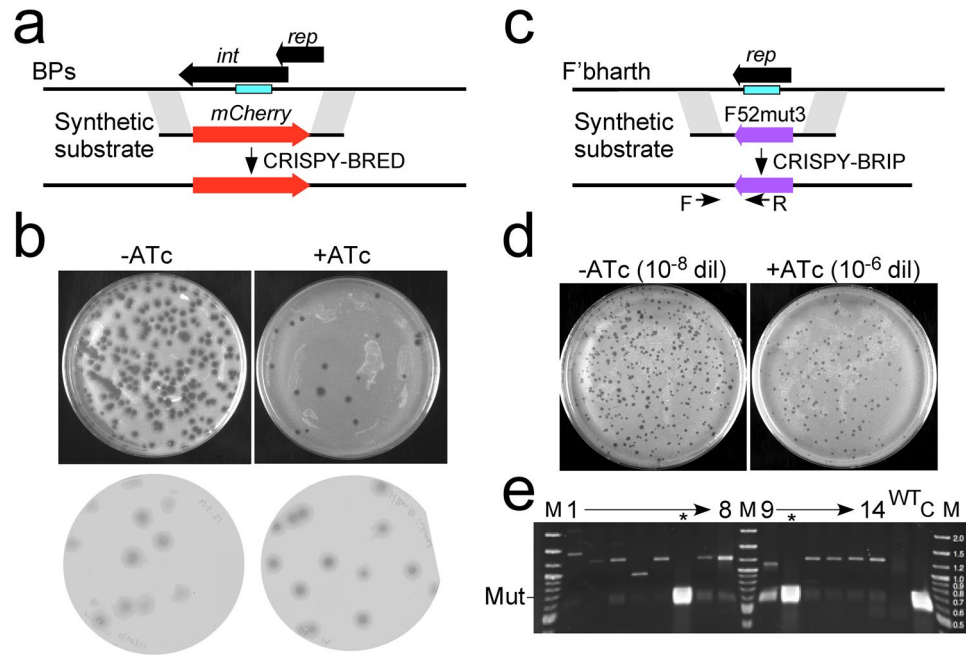 a
int
rep
BPs
mCherry
Synthetic
substrate
CRISPY-BRED
b
-ATc
+ATc
c
rep
F'bharth
F52mut3
Synthetic
substrate
CRISPY-BRIP
F
R
d
-ATc (10-8 dil)
+ATc (10-6 dil)
e
M 1 * 8 M 9 * 14 WT C M
2.0
1.5
1.2
1.0
0.9
0.8
0.7
0.6
0.5
Mut